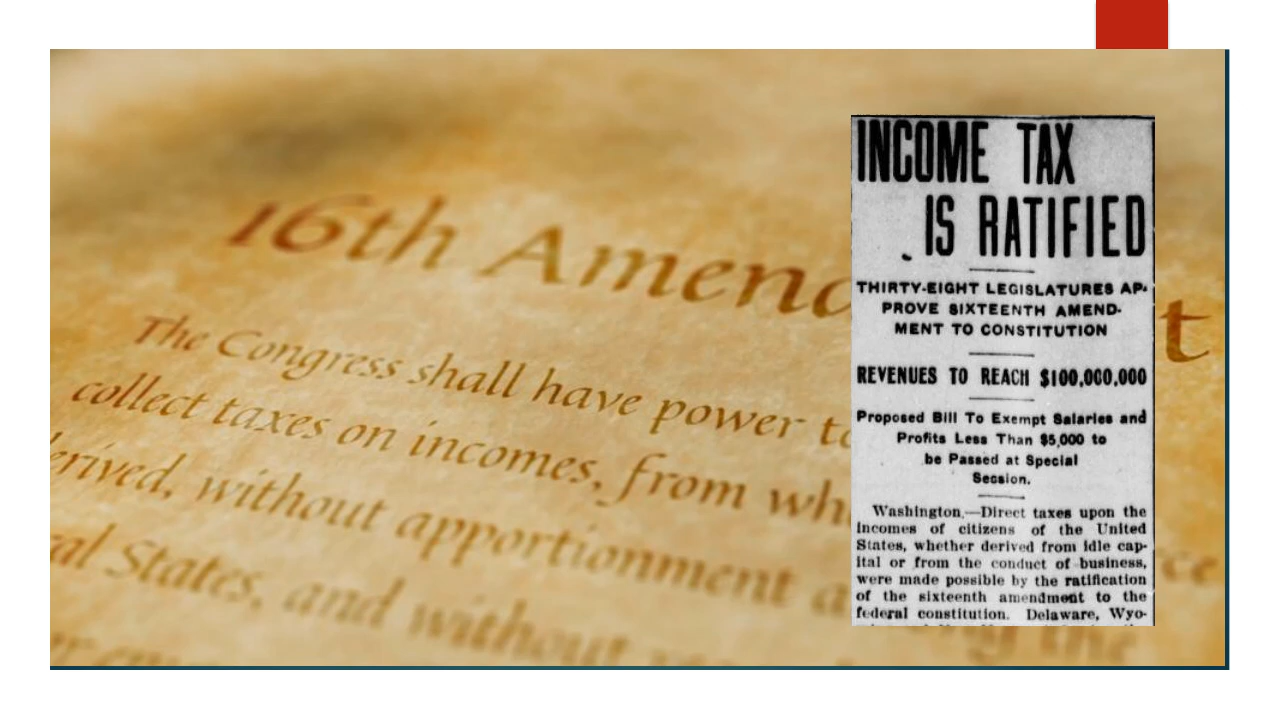 16th Amend t
The Congress shall have power to
collect taxes on incomes, from wh
erived, without apportionment a ng the
ral States, and without
INCOME TAX
IS RATIFIED
THIRTY-EIGHT LEGISLATURES AP-
PROVE SIXTEENTH AMEND-
MENT TO CONSTITUTION
REVENUES TO REACH $100,000,000
Proposed Bill To Exempt Salaries and
Profits Less Than $5,000 to
be Passed at Special
Session.
Washington.—Direct taxes upon the
incomes of citizens of the United
States, whether derived from idle cap-
ital or from the conduct of business,
were made possible by the ratification
of the sixteenth amendment to the
federal constitution. Delaware, Wyo-